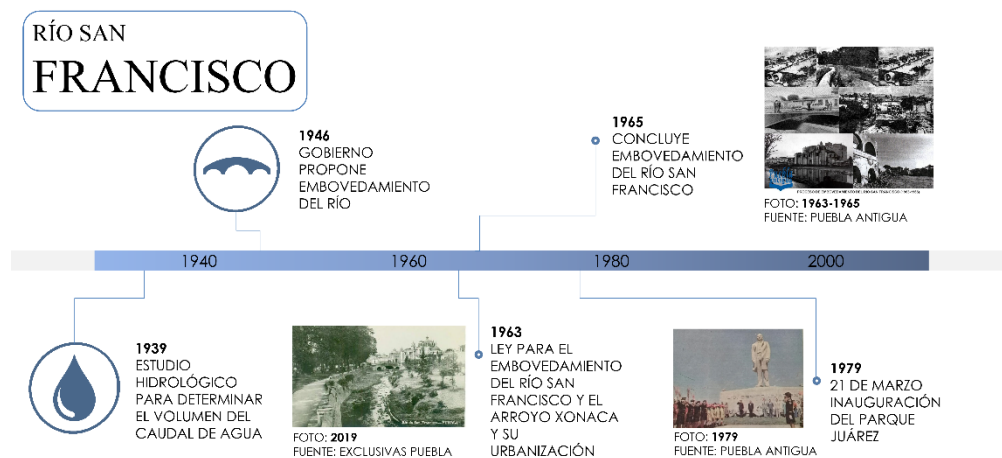 RÍO SAN
FRANCISCO
1946
GOBIERNO
PROPONE
EMBOVEDAMIENTO
DEL RÍO
1965
CONCLUYE
EMBOVEDAMIENTO
DEL RÍO SAN
FRANCISCO
FOTO: 1963-1965
FUENTE: PUEBLA ANTIGUA
1940
1960
1980
2000
1939
ESTUDIO
HIDROLÓGICO
PARA DETERMINAR
EL VOLUMEN DEL
CAUDAL DE AGUA
FOTO: 2019
FUENTE: EXCLUSIVAS PUEBLA
1963
LEY PARA EL
EMBOVEDAMIENTO
DEL RÍO SAN
FRANCISCO Y EL
ARROYO XONACA
Y SU
URBANIZACIÓN
FOTO: 1979
FUENTE: PUEBLA ANTIGUA
1979
21 DE MARZO
INAUGURACIÓN
DEL PARQUE
JUÁREZ